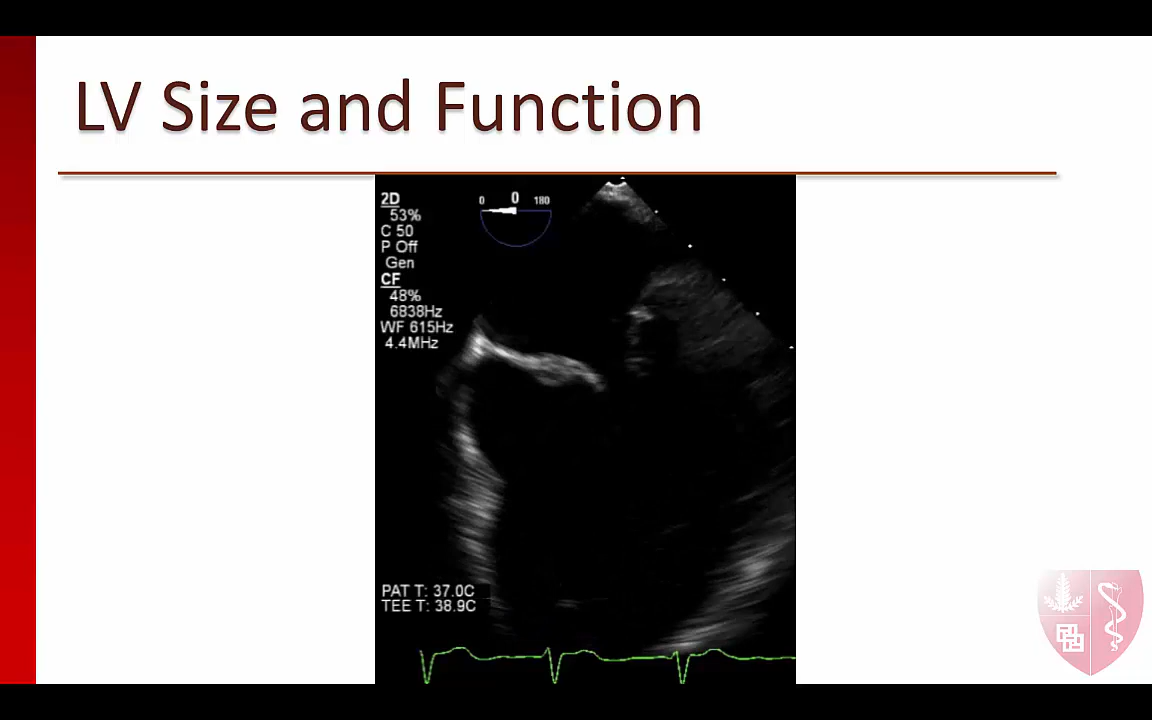 LV Size and Function
2D
53%
C 50
P Off
Gen
CF
48%
6838Hz
WF 615Hz
4.4MHz
0 0 180
PAT T: 37.0C
TEE T: 38.9C